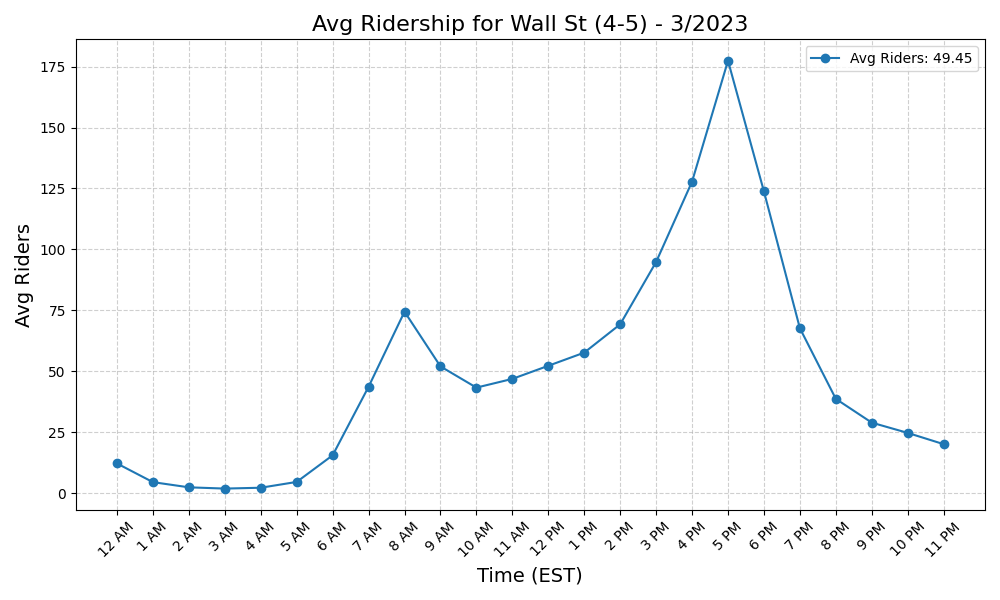 Avg Ridership for Wall St (4-5) - 3/2023
Avg Riders: 49.45
Avg Riders
175
150
125
100
75
50
25
0
12 AM
1 AM
2 AM
3 AM
4 AM
5 AM
6 AM
7 AM
8 AM
9 AM
10 AM
11 AM
12 PM
1 PM
2 PM
3 PM
4 PM
5 PM
6 PM
7 PM
8 PM
9 PM
10 PM
11 PM
Time (EST)